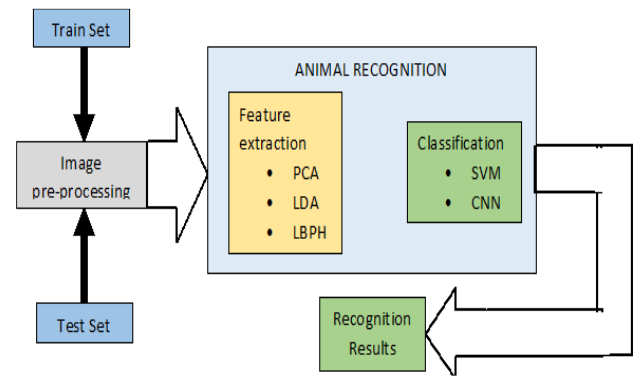 Train Set
Image
pre-processing
Test Set
ANIMAL RECOGNITION
Feature
extraction
• PCA
• LDA
• LBPH
Classification
• SVM
• CNN
Recognition
Results